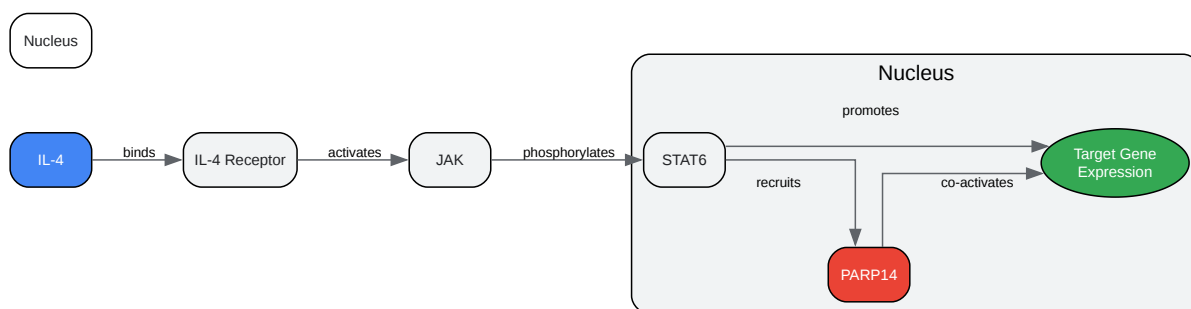 Nucleus
Nucleus
promotes
IL-4
binds
IL-4 Receptor
activates
JAK
phosphorylates
STAT6
recruits
co-activates
Target Gene
Expression
PARP14